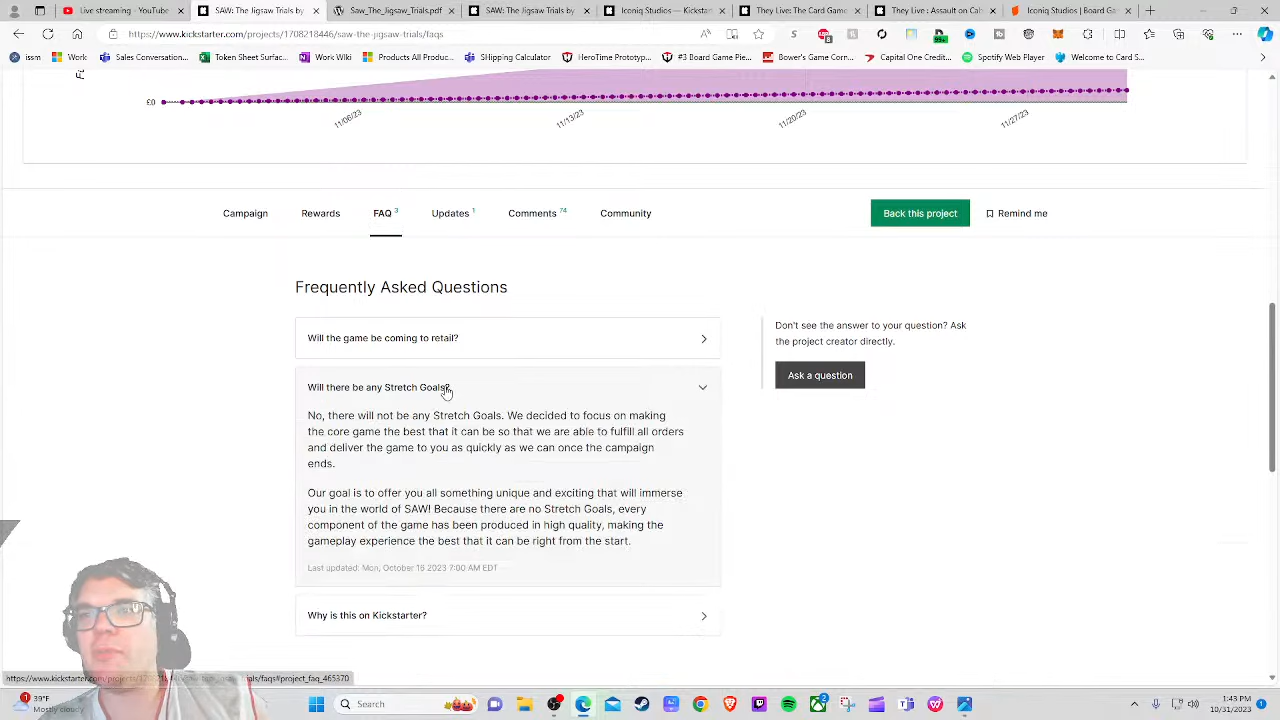 Live streaming - YouTube
SAW: The Jigsaw Trials by
Saw_The_Jigsaw_Trials.pdf
SAW: The Jigsaw Trials by
Iconiq Studios — Kickstarter
They Live: The Card Game
The Live | Assault on Cab
Iconiq Studios | Board Gam
https://www.kickstarter.com/projects/1708218446/saw-the-jigsaw-trials/faqs
99+
ism
Work
Sales Conversation...
Token Sheet Surface...
HeroWiki
Shipping Calculator
HeroTime Prototyp...
#3 Board Game Pie...
Bower's Game Corn...
Capital One Credit...
Spotify Web Player
Welcome to Card M...
£0
11/06/23
11/13/23
11/20/23
11/27/23
Campaign
Rewards
FAQ 3
Updates 1
Comments 74
Community
Back this project
Remind me
Frequently Asked Questions
Will the game be coming to retail?
Will there be any Stretch Goals?
No, there will not be any Stretch Goals. We decided to focus on making
the core game the best that it can be so that we are able to fulfill all orders
and deliver the game to you as quickly as we can once the campaign
ends.
Our goal is to offer you all something unique and exciting that will immerse
you in the world of SAW! Because there are no Stretch Goals, every
component of the game has been produced in high quality, making the
gameplay experience the best that it can be right from the start.
Last updated: Mon, October 16 2023 7:00 AM EDT
Why is this on Kickstarter?
Don't see the answer to your question? Ask
the project creator directly.
Ask a question
39°F
Mostly cloudy
Search
1:43 PM
10/31/2023